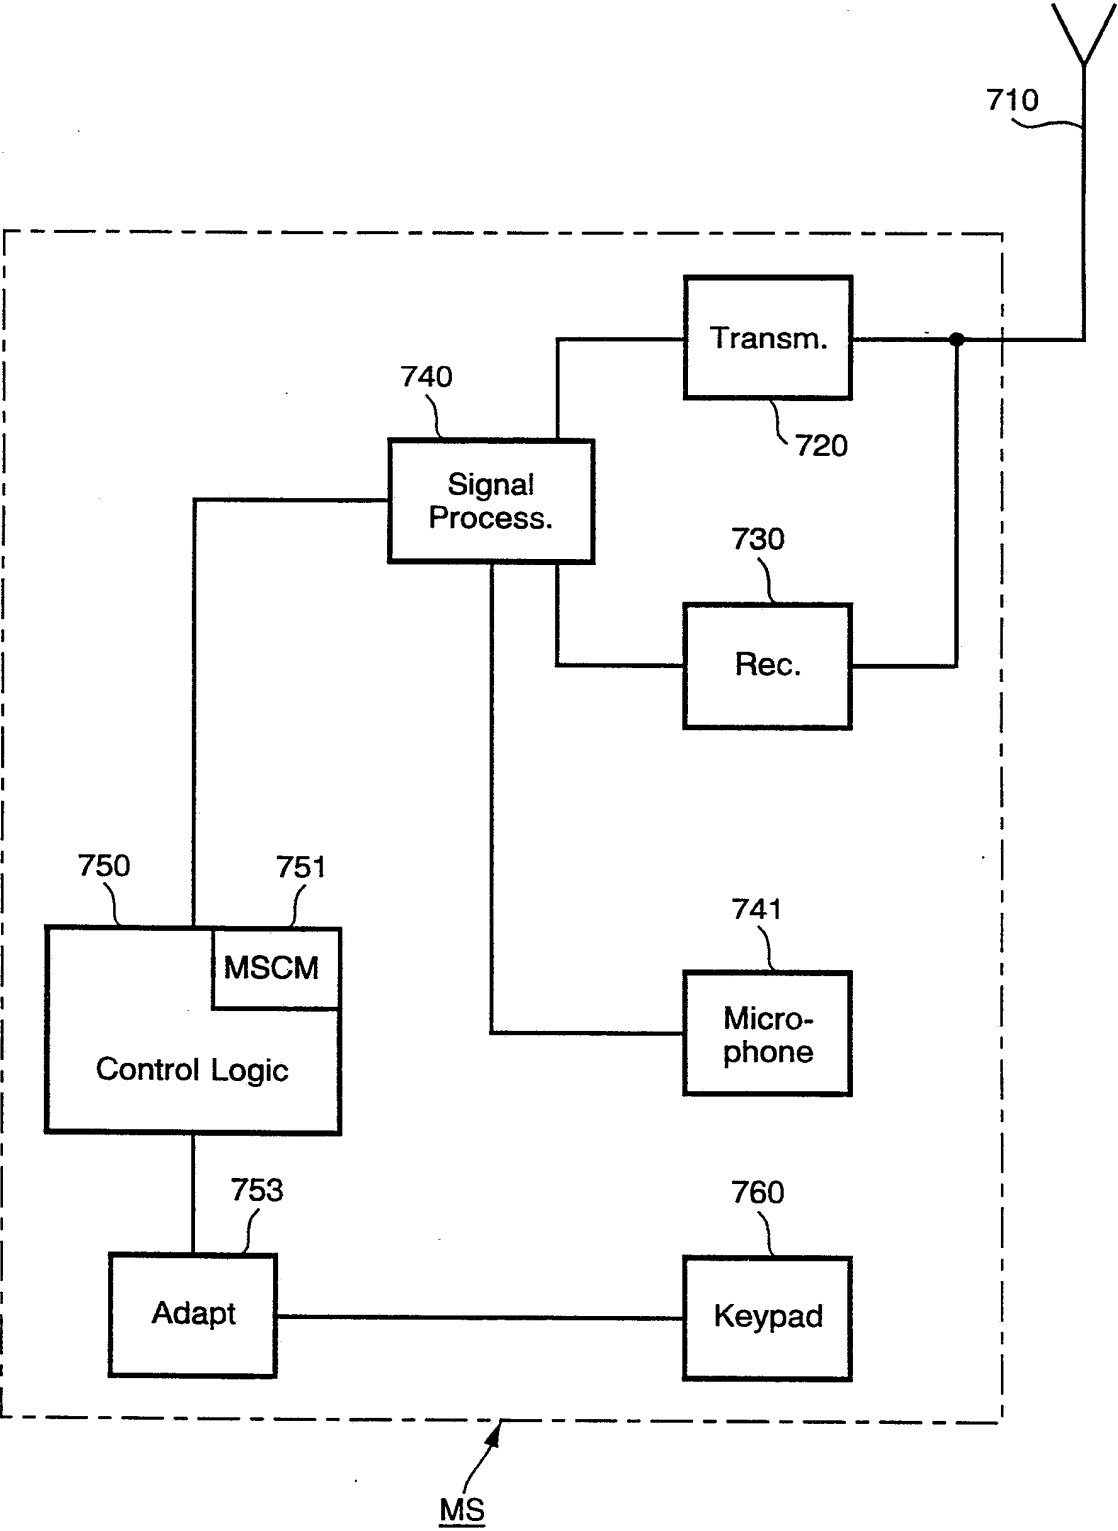 710
Transm.
720
740
Signal
Process.
730
Rec.
750
751
MSCM
Control Logic
741
Micro-
phone
753
Adapt
760
Keypad
MS